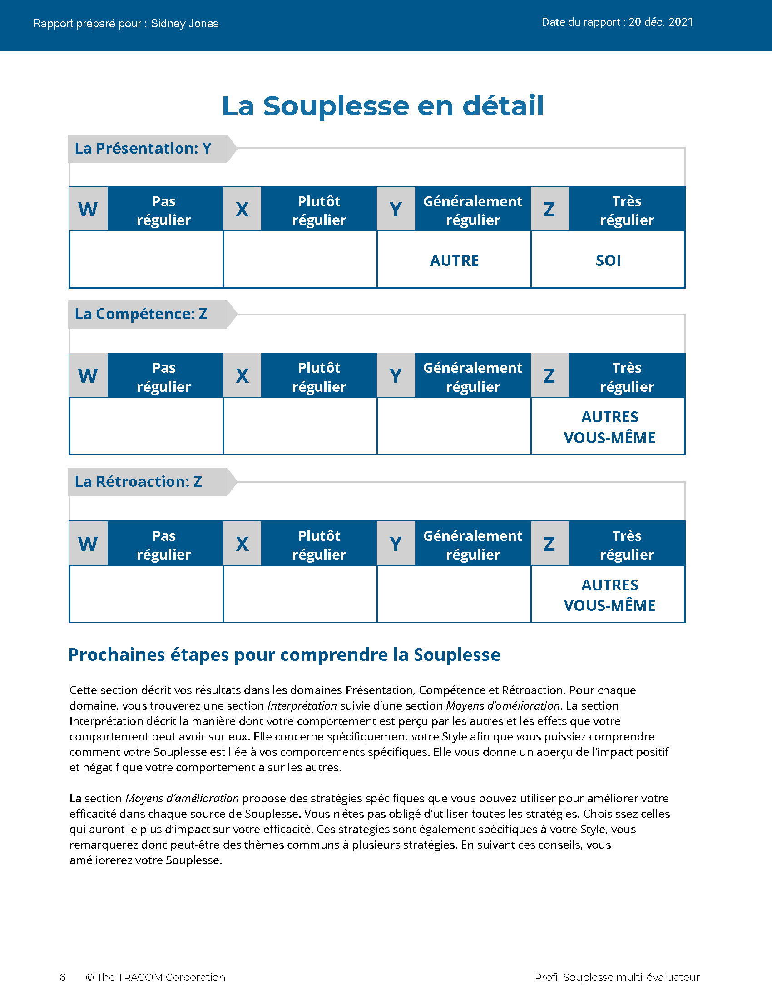 Rapport préparé pour : Sidney Jones
Date du rapport : 20 déc. 2021
La Souplesse en détail
La Présentation: Y
W Pas régulier X Plutôt régulier Y Généralement régulier Z Très régulier
AUTRE SOI
La Compétence: Z
W Pas régulier X Plutôt régulier Y Généralement régulier Z Très régulier
AUTRES
VOUS-MÊME
La Rétroaction: Z
W Pas régulier X Plutôt régulier Y Généralement régulier Z Très régulier
AUTRES
VOUS-MÊME
Prochaines étapes pour comprendre la Souplesse
Cette section décrit vos résultats dans les domaines Présentation, Compétence et Rétroaction. Pour chaque
domaine, vous trouverez une section Interprétation suivie d’une section Moyens d’amélioration. La section
Interprétation décrit la manière dont votre comportement est perçu par les autres et les effets que votre
comportement peut avoir sur eux. Elle concerne spécifiquement votre Style afin que vous puissiez comprendre
comment votre Souplesse est liée à vos comportements spécifiques. Elle vous donne un aperçu de l’impact positif
et négatif que votre comportement a sur les autres.
La section Moyens d’amélioration propose des stratégies spécifiques que vous pouvez utiliser pour améliorer votre
efficacité dans chaque source de Souplesse. Vous n’êtes pas obligé d’utiliser toutes les stratégies. Choisissez celles
qui auront le plus d’impact sur votre efficacité. Ces stratégies sont également spécifiques à votre Style, vous
remarquerez donc peut-être des thèmes communs à plusieurs stratégies. En suivant ces conseils, vous
améliorerez votre Souplesse.
6 © The TRACOM Corporation
Profil Souplesse multi-évaluateur